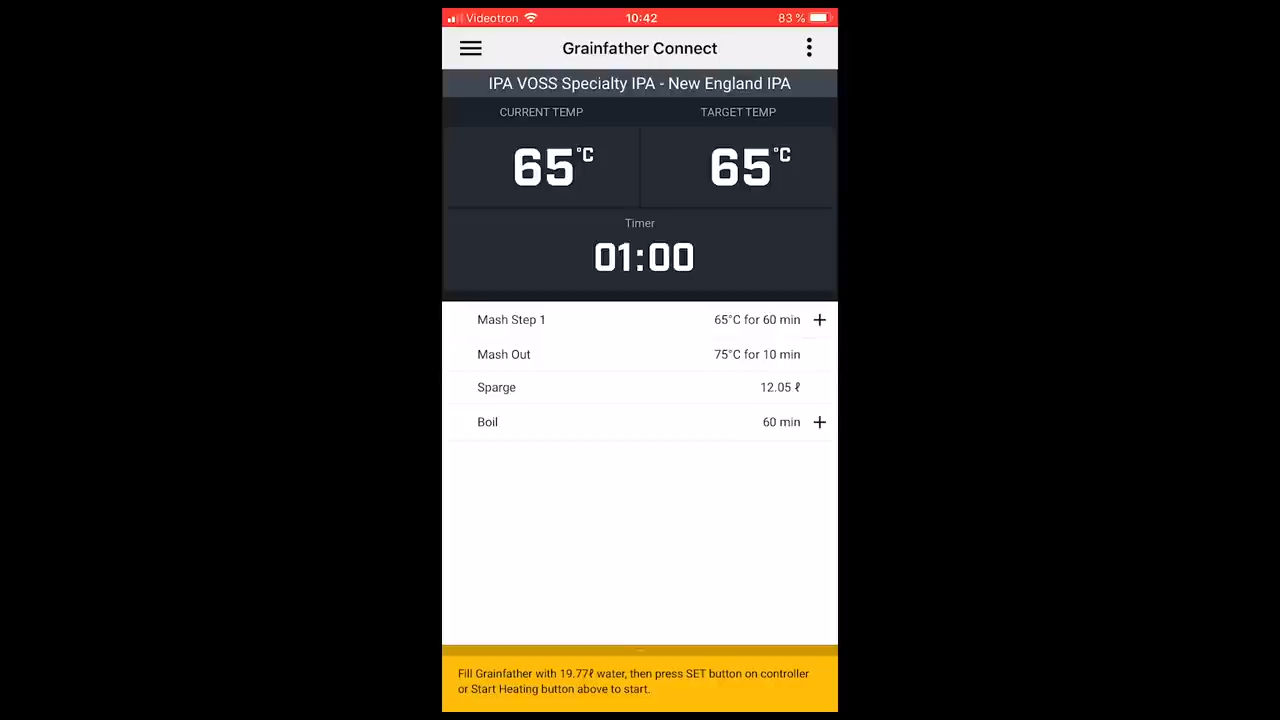 Videotron 10:42 83 %
Grainfather Connect
IPA VOSS Specialty IPA - New England IPA
CURRENT TEMP TARGET TEMP
65°C 65°C
Timer
01:00
Mash Step 1 65°C for 60 min +
Mash Out 75°C for 10 min
Sparge 12.05 ℓ
Boil 60 min +
Fill Grainfather with 19.77ℓ water, then press SET button on controller
or Start Heating button above to start.